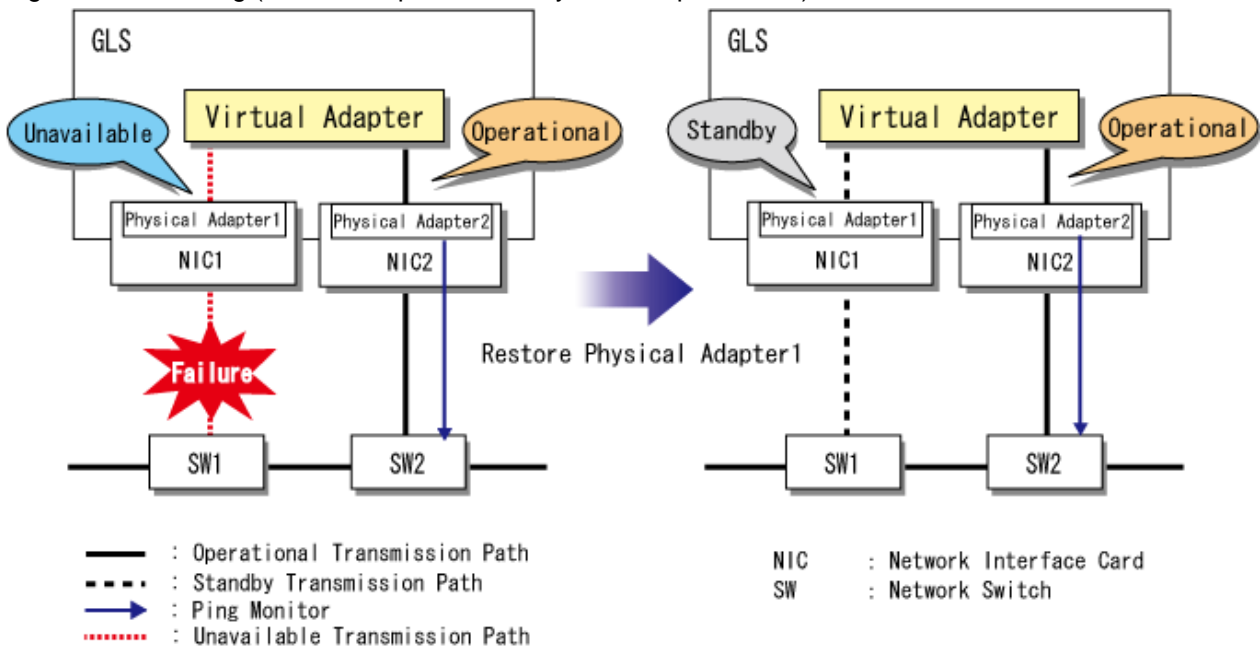 GLS
Virtual Adapter
Unavailable
Operational
Physical Adapter1
Physical Adapter2
NIC1
NIC2
Failure
SW1
SW2
Restore Physical Adapter1
GLS
Virtual Adapter
Standby
Operational
Physical Adapter1
Physical Adapter2
NIC1
NIC2
SW1
SW2
: Operational Transmission Path
: Standby Transmission Path
: Ping Monitor
: Unavailable Transmission Path
NIC : Network Interface Card
SW : Network Switch